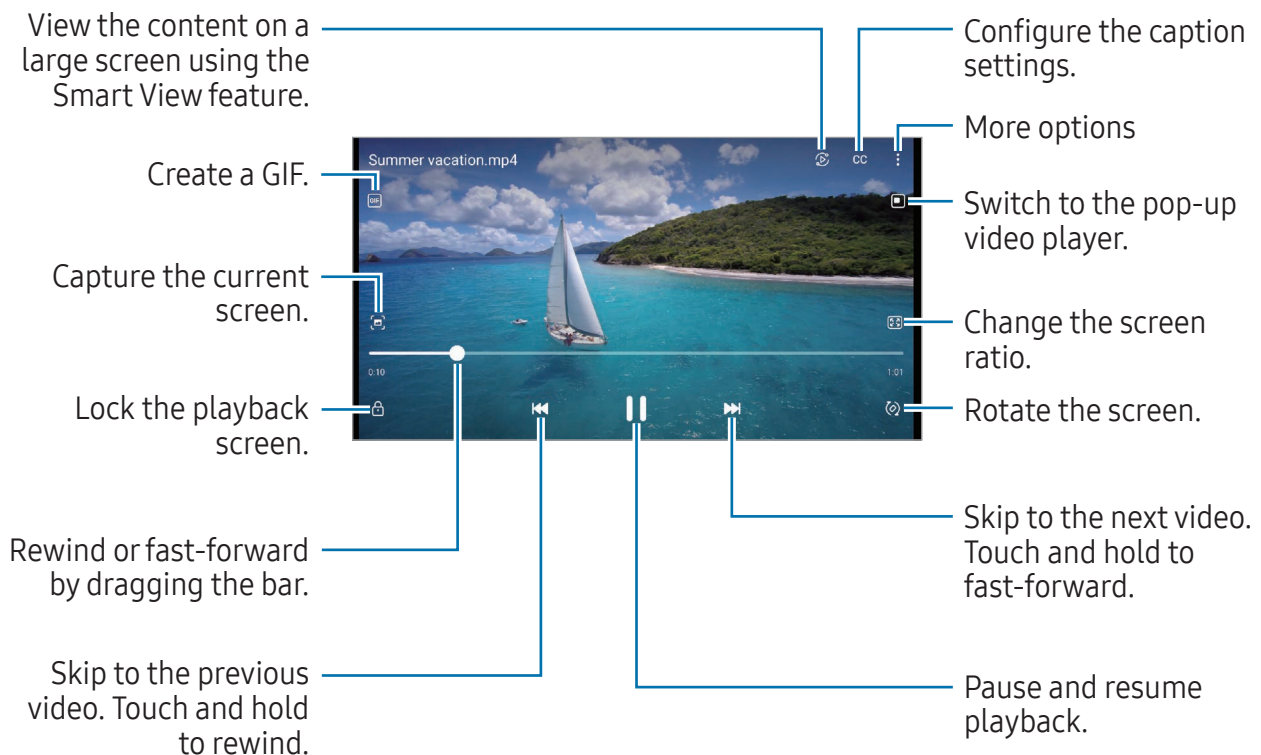 View the content on a
large screen using the
Smart View feature.
Configure the caption
settings.
More options
Create a GIF.
Summer vacation.mp4
CC
GIF
Switch to the pop-up
video player.
Capture the current
screen.
Change the screen
ratio.
0:10
1:01
Lock the playback
screen.
Rotate the screen.
Rewind or fast-forward
by dragging the bar.
Skip to the next video.
Touch and hold to
fast-forward.
Skip to the previous
video. Touch and hold
to rewind.
Pause and resume
playback.